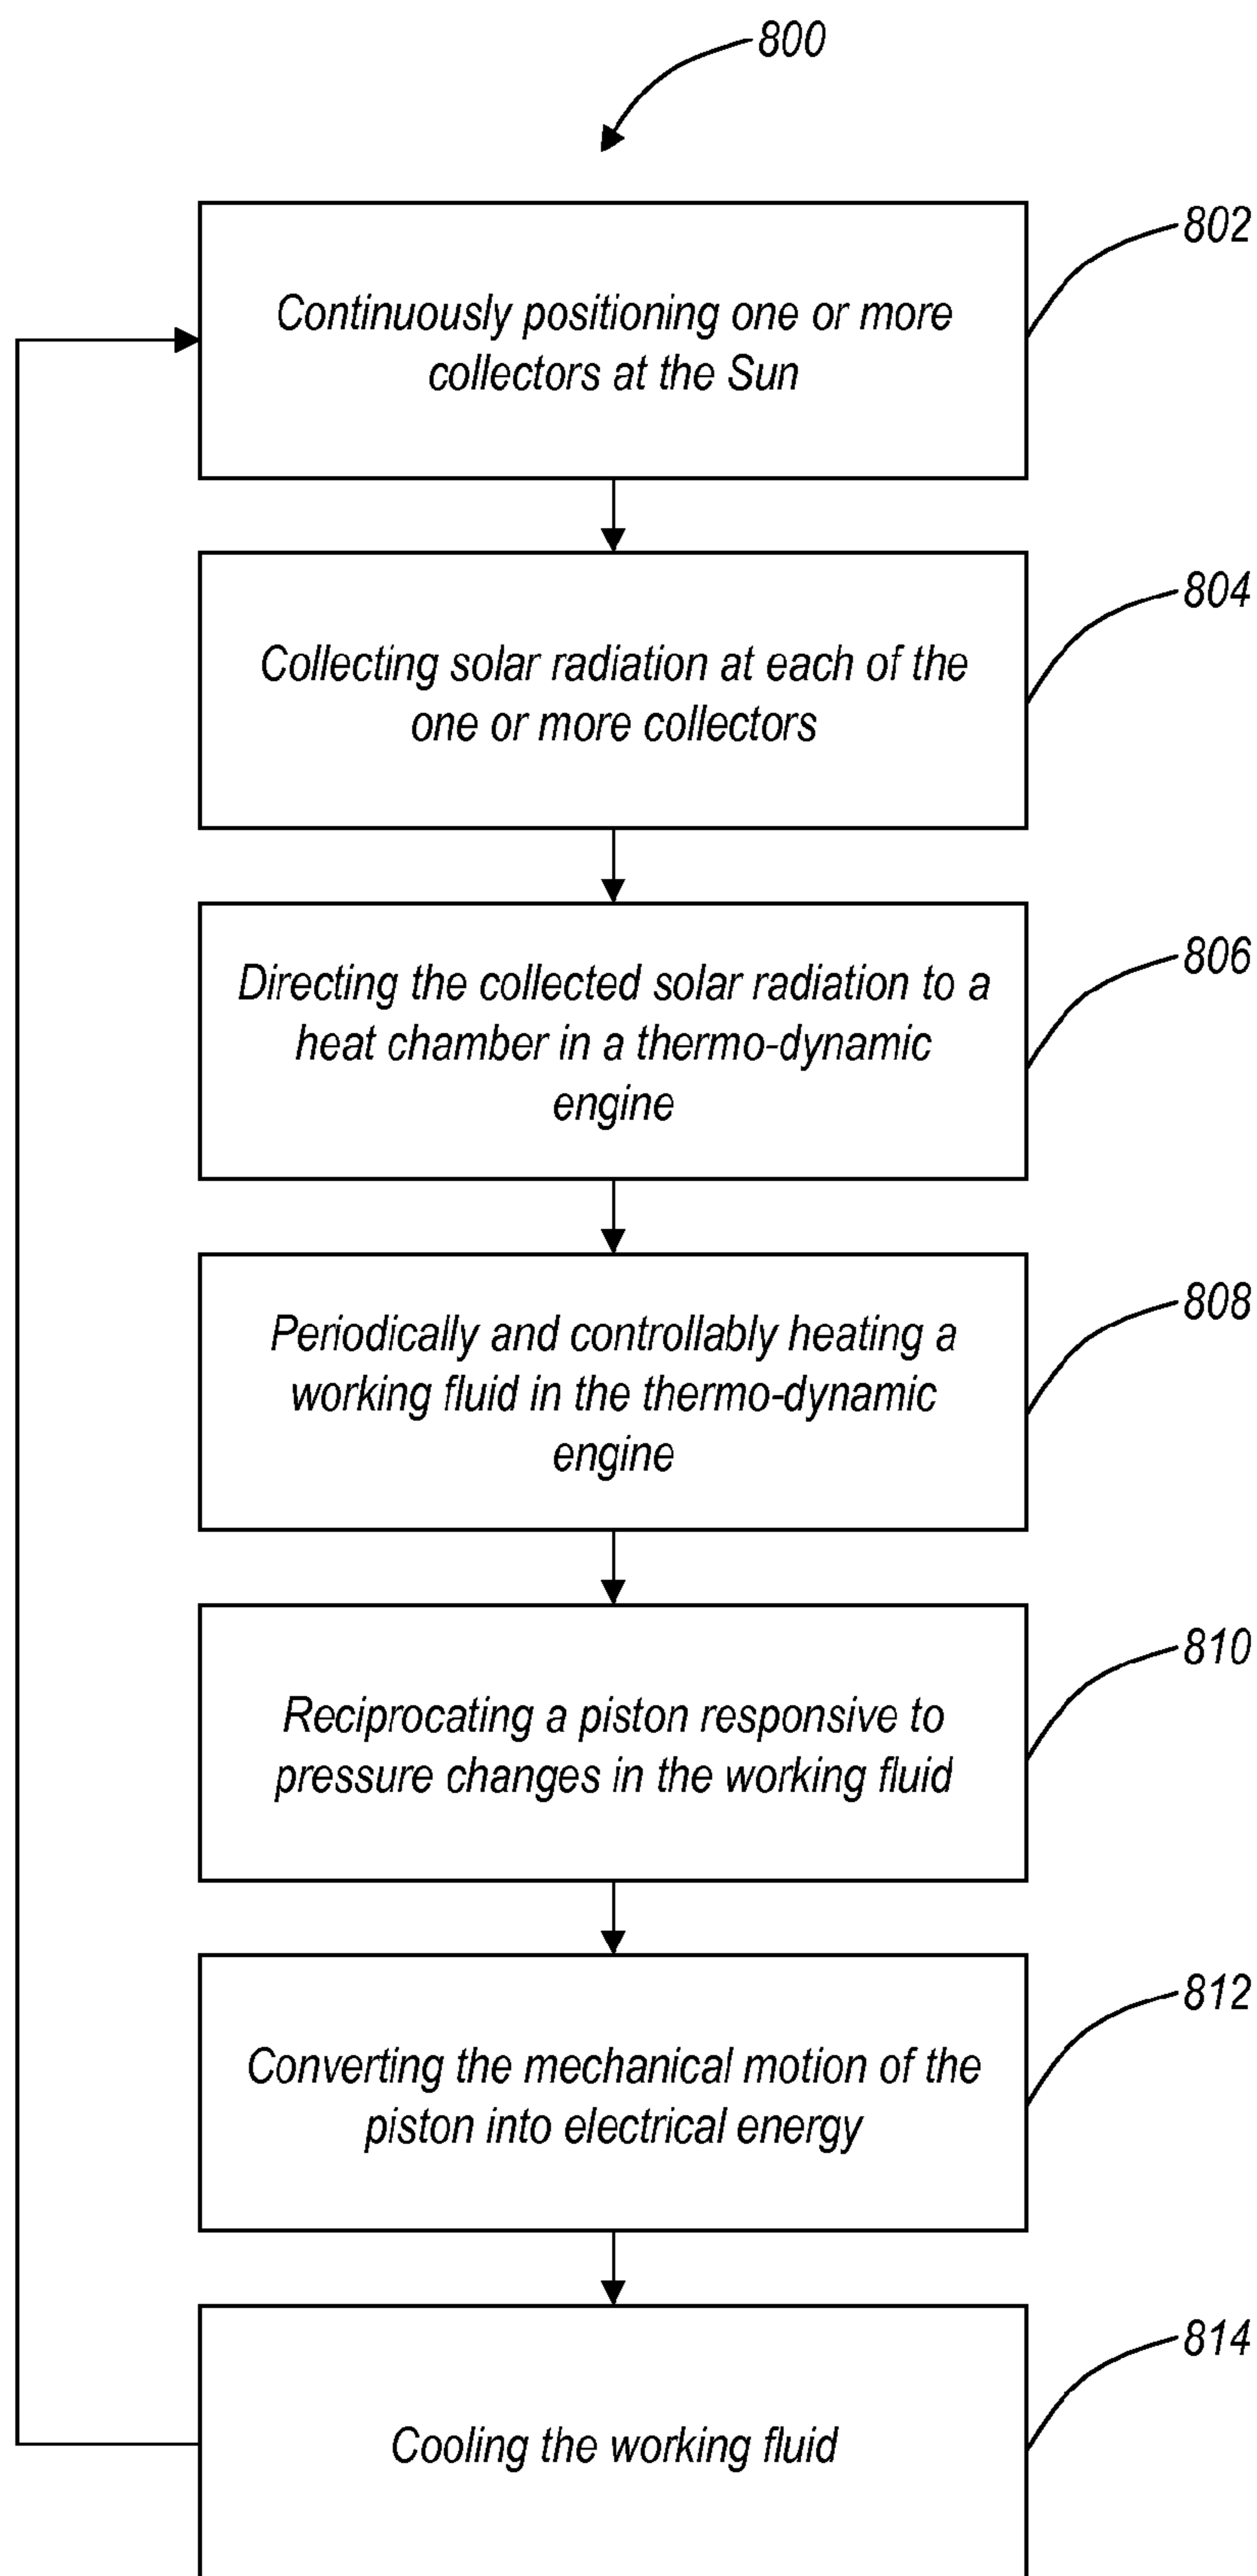 800
802
Continuously positioning one or more
collectors at the Sun
804
Collecting solar radiation at each of the
one or more collectors
806
Directing the collected solar radiation to a
heat chamber in a thermo-dynamic
engine
808
Periodically and controllably heating a
working fluid in the thermo-dynamic
engine
810
Reciprocating a piston responsive to
pressure changes in the working fluid
812
Converting the mechanical motion of the
piston into electrical energy
814
Cooling the working fluid